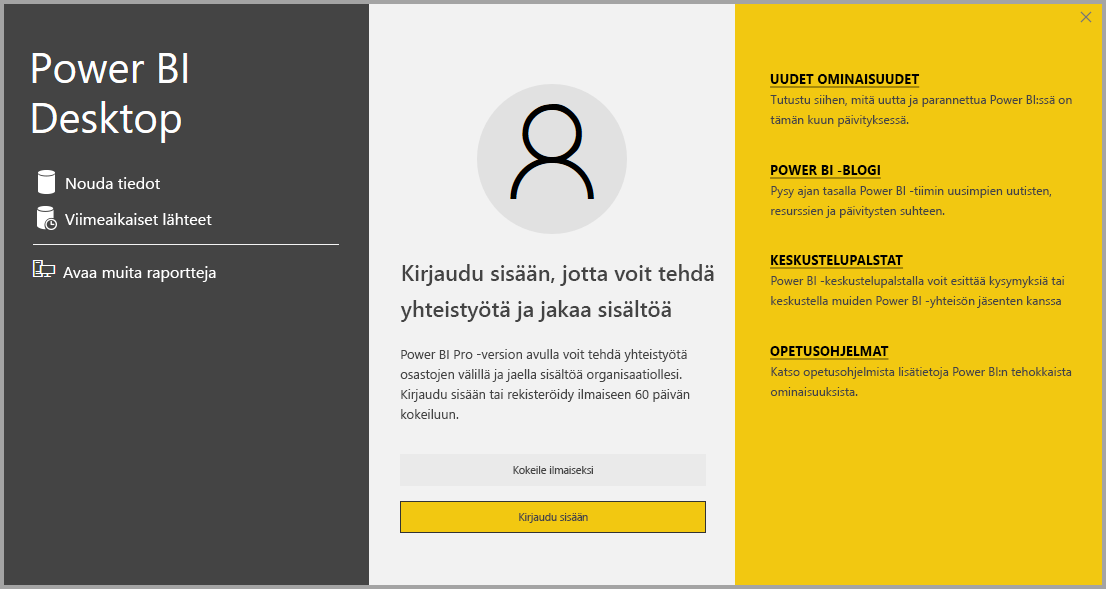 Power BI
Desktop
Nouda tiedot
Viimeaikaiset lähteet
Avaa muita raportteja
Kirjaudu sisään, jotta voit tehdä
yhteistyötä ja jakaa sisältöä
Power BI Pro -version avulla voit tehdä yhteistyötä
osastojen välillä ja jaella sisältöä organisaatiollesi.
Kirjaudu sisään tai rekisteröidy ilmaiseen 60 päivän
kokeiluun.
Kokeile ilmaiseksi
Kirjaudu sisään
UUDET OMINAISUUDET
Tutustu siihen, mitä uutta ja parannettua Power BI:ssä on
tämän kuun päivityksessä.
POWER BI -BLOGI
Pysy ajan tasalla Power BI -tiimin uusimpien uutisten,
resurssien ja päivitysten suhteen.
KESKUSTELUPALSTAT
Power BI -keskustelupalstalla voit esittää kysymyksiä tai
keskustella muiden Power BI -yhteisön jäsenten kanssa
OPETUSOHJELMAT
Katso opetusohjelmista lisätietoja Power BI:n tehokkaista
ominaisuuksista.